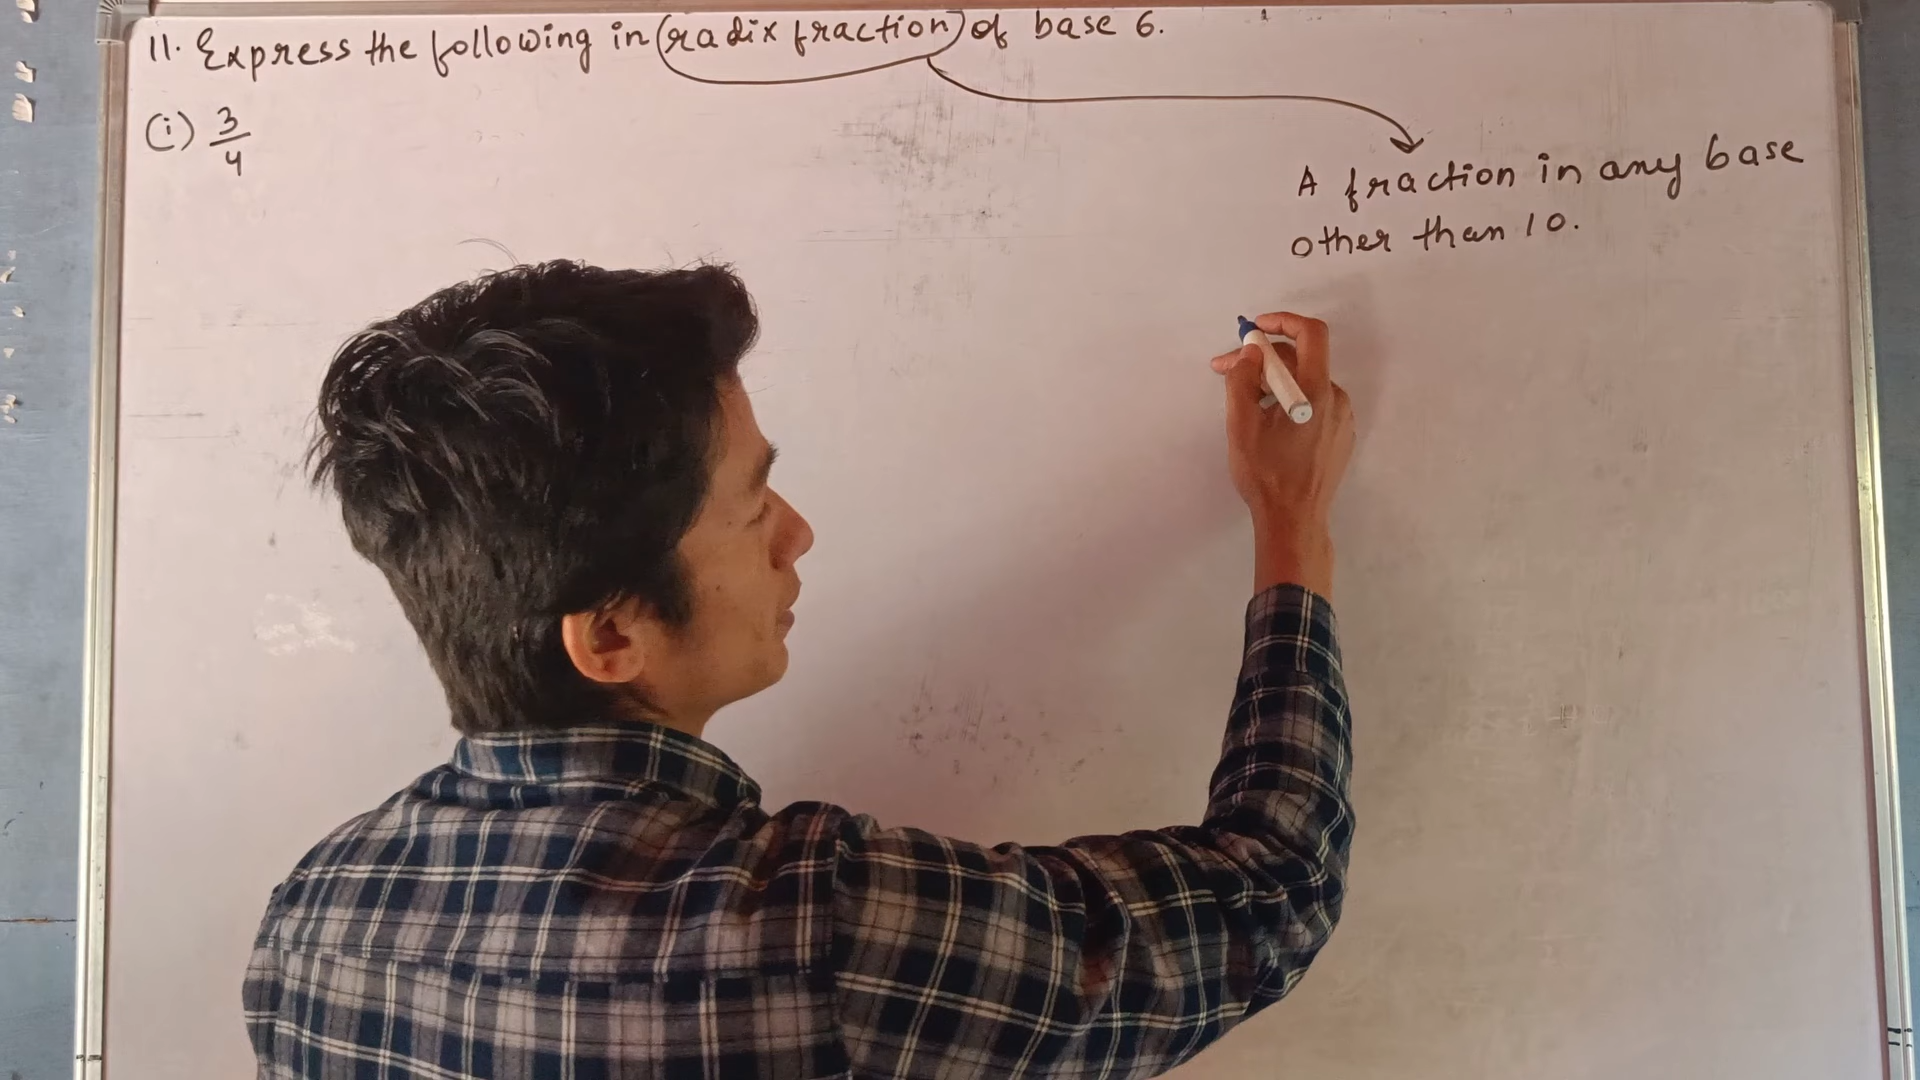 11. Express the following in (radix fraction) of base 6.
(i) 3/4
A fraction in any base
other than 10.